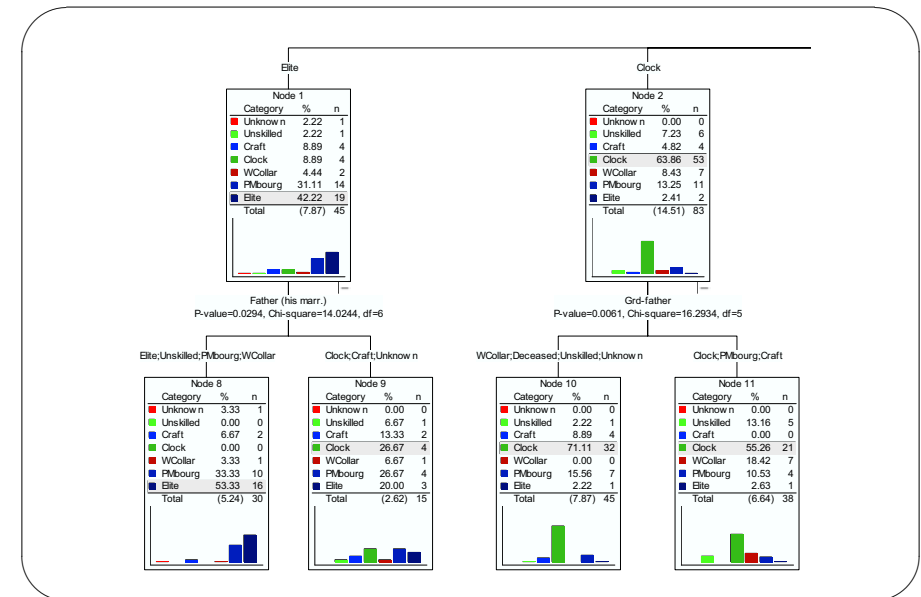 Elite
Clock
Node 1
Category % n
Unknown 2.22 1
Unskilled 2.22 1
Craft 8.89 4
Clock 8.89 4
WCollar 4.44 2
PMbourg 31.11 14
Elite 42.22 19
Total (7.87) 45
Node 2
Category % n
Unknown 0.00 0
Unskilled 7.23 6
Craft 4.82 4
Clock 63.86 53
WCollar 8.43 7
PMbourg 13.25 11
Elite 2.41 2
Total (14.51) 83
Father (his marr.)
P-value=0.0294, Chi-square=14.0244, df=6
Grd-father
P-value=0.0061, Chi-square=16.2934, df=5
Elite;Unskilled;PMbourg;WCollar
Clock;Craft;Unknown
WCollar;Deceased;Unskilled;Unknown
Clock;PMbourg;Craft
Node 8
Category % n
Unknown 3.33 1
Unskilled 0.00 0
Craft 6.67 2
Clock 0.00 0
WCollar 3.33 1
PMbourg 33.33 10
Elite 53.33 16
Total (5.24) 30
Node 9
Category % n
Unknown 0.00 0
Unskilled 6.67 1
Craft 13.33 2
Clock 26.67 4
WCollar 6.67 1
PMbourg 26.67 4
Elite 20.00 3
Total (2.62) 15
Node 10
Category % n
Unknown 0.00 0
Unskilled 2.22 1
Craft 8.89 4
Clock 71.11 32
WCollar 0.00 0
PMbourg 15.56 7
Elite 2.22 1
Total (7.87) 45
Node 11
Category % n
Unknown 0.00 0
Unskilled 13.16 5
Craft 0.00 0
Clock 55.26 21
WCollar 18.42 7
PMbourg 10.53 4
Elite 2.63 1
Total (6.64) 38